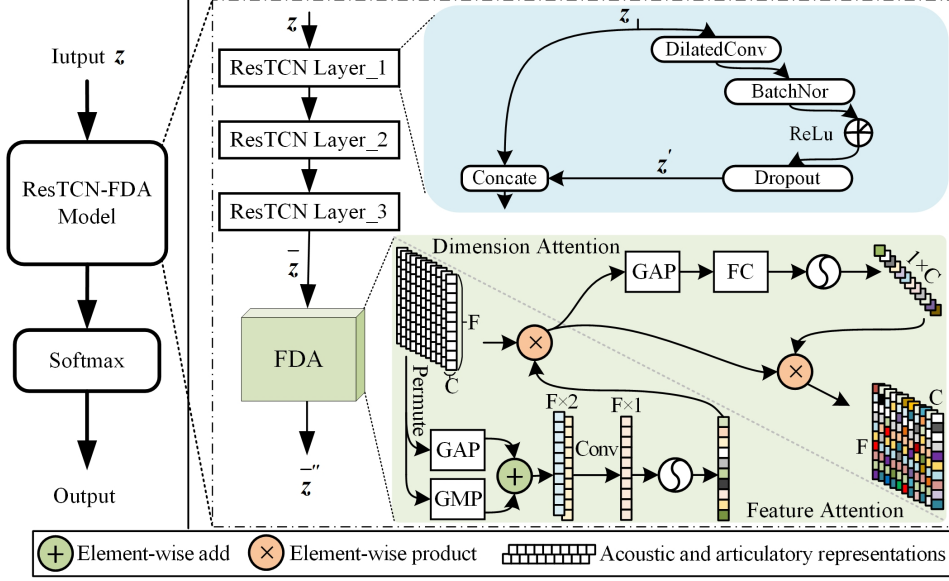 Iutput z
ResTCN-FDA
Model
Softmax
Output
z
ResTCN Layer_1
ResTCN Layer_2
ResTCN Layer_3
z̄
FDA
z̄″
z
DilatedConv
BatchNor
ReLu
Dropout
z′
Concate
Dimension Attention
GAP
FC
1×C
F
C
Permute
GAP
GMP
F×2
Conv
F×1
C
F
Feature Attention
Element-wise add
Element-wise product
Acoustic and articulatory representations